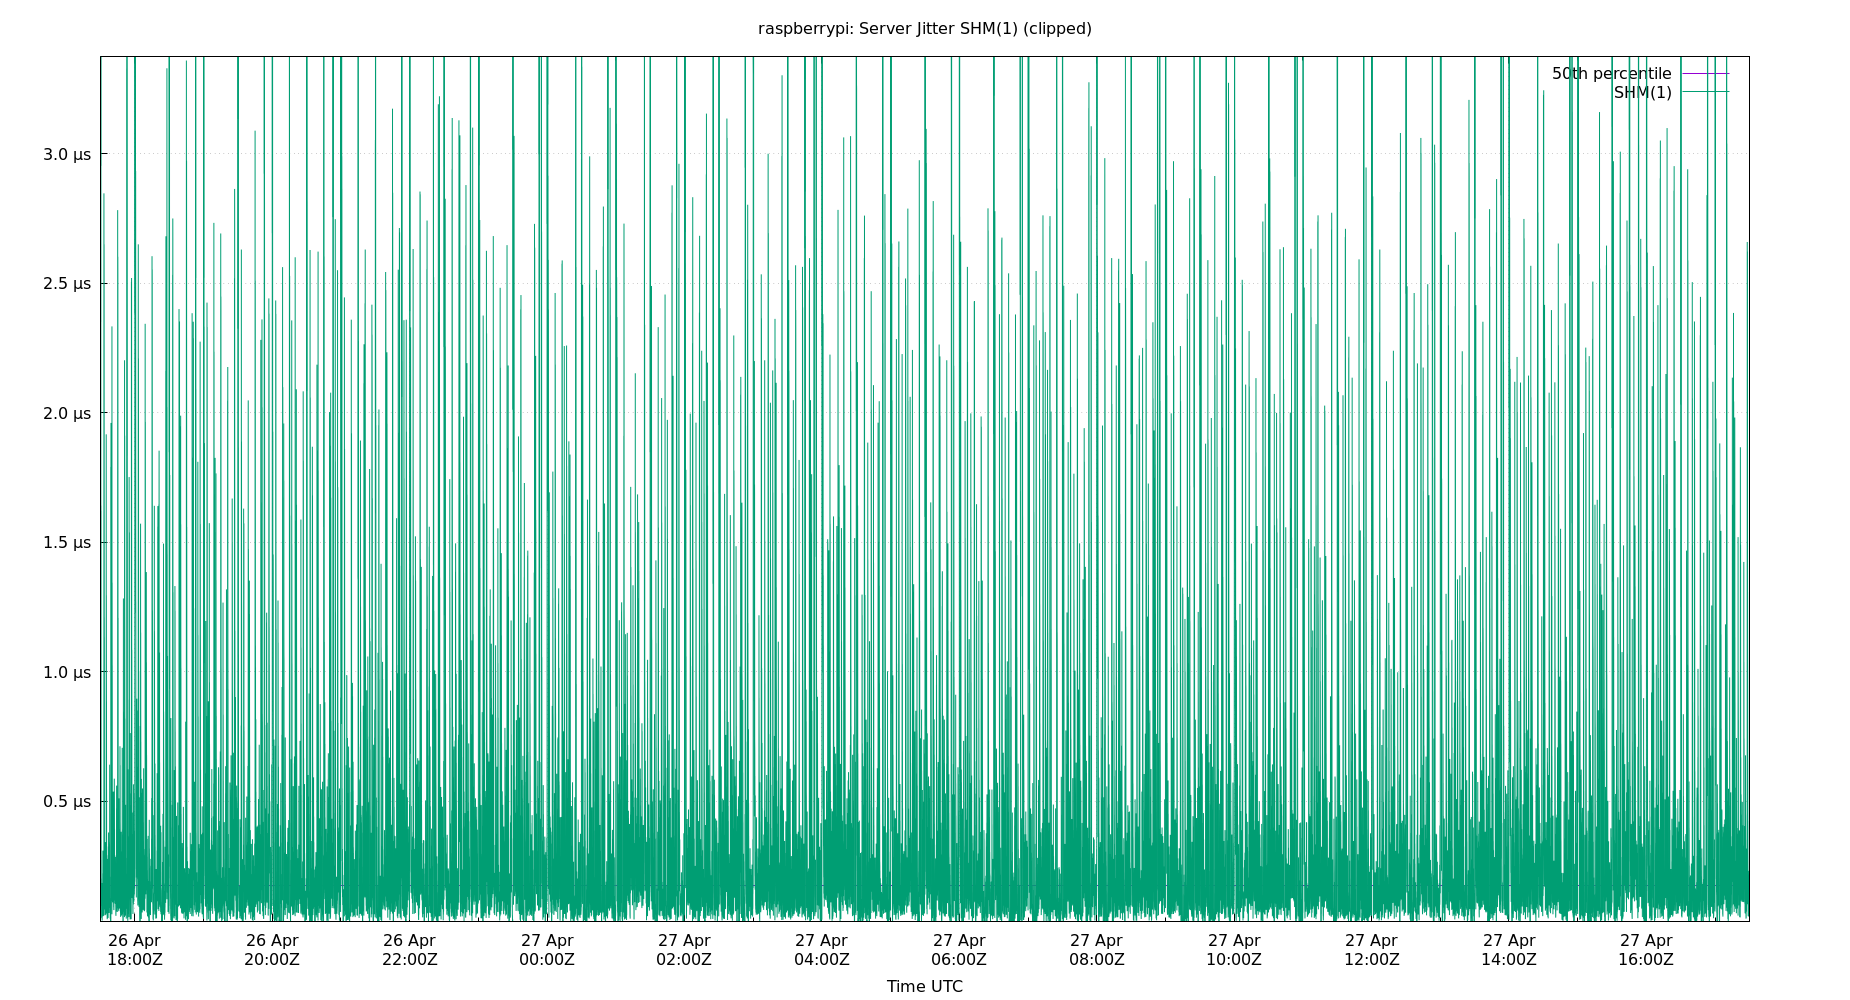 raspberrypi: Server Jitter SHM(1) (clipped)
50th percentile
SHM(1)
3.0 µs
2.5 µs
2.0 µs
1.5 µs
1.0 µs
0.5 µs
26 Apr 26 Apr 26 Apr 27 Apr 27 Apr 27 Apr 27 Apr 27 Apr 27 Apr 27 Apr 27 Apr 27 Apr
18:00Z 20:00Z 22:00Z 00:00Z 02:00Z 04:00Z 06:00Z 08:00Z 10:00Z 12:00Z 14:00Z 16:00Z
Time UTC